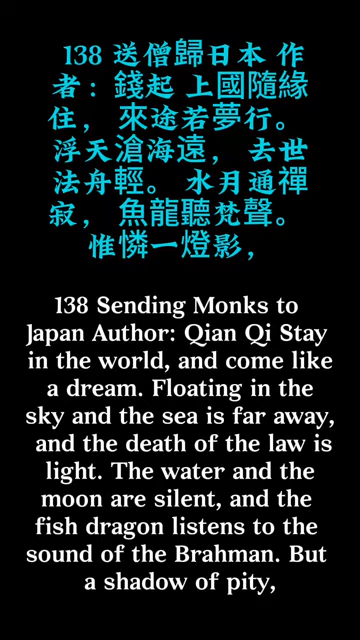 138 送僧歸日本 作
者：錢起 上國隨緣
住， 來途若夢行。
浮天滄海遠， 去世
法舟輕。 水月通禪
寂， 魚龍聽梵聲。
惟憐一燈影，
138 Sending Monks to
Japan Author: Qian Qi Stay
in the world, and come like
a dream. Floating in the
sky and the sea is far away,
and the death of the law is
light. The water and the
moon are silent, and the
fish dragon listens to the
sound of the Brahman. But
a shadow of pity,